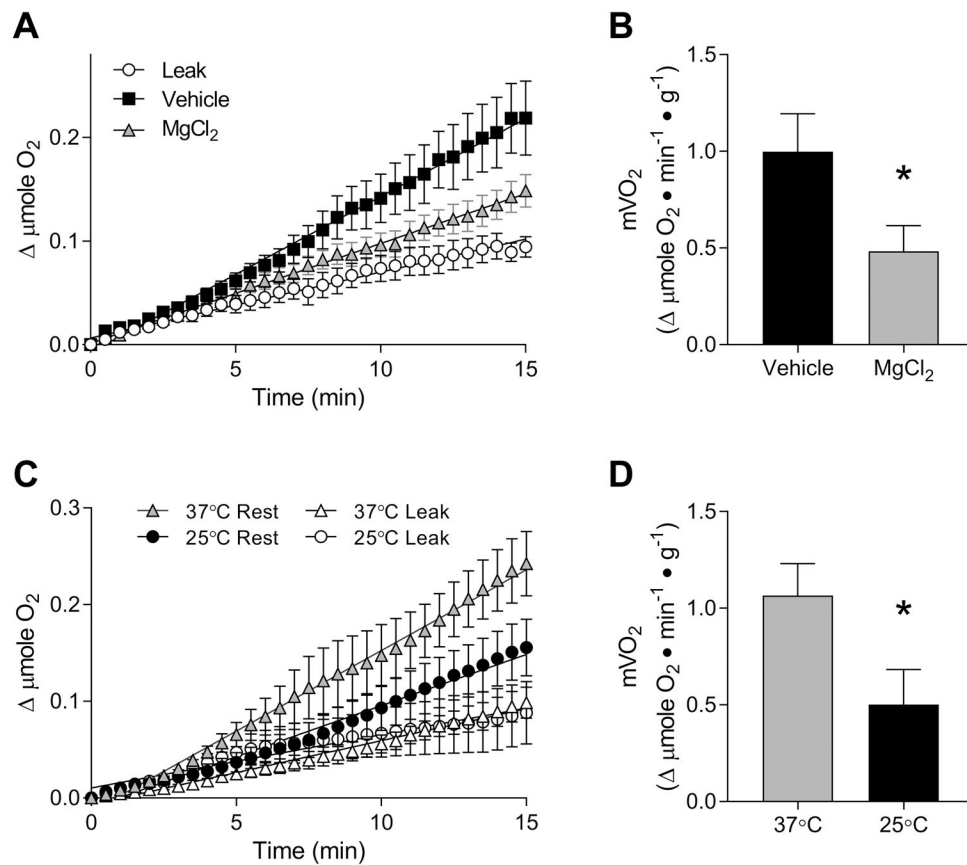 A
Leak
Vehicle
MgCl₂
Δ μmole O₂
0.2
0.1
0.0
0 5 10 15
Time (min)
B
mVO₂
(Δ μmole O₂ • min⁻¹ • g⁻¹)
1.5
1.0
0.5
0.0
*
Vehicle MgCl₂
C
37°C Rest 37°C Leak
25°C Rest 25°C Leak
Δ μmole O₂
0.3
0.2
0.1
0.0
0 5 10 15
Time (min)
D
mVO₂
(Δ μmole O₂ • min⁻¹ • g⁻¹)
1.5
1.0
0.5
0.0
*
37°C 25°C